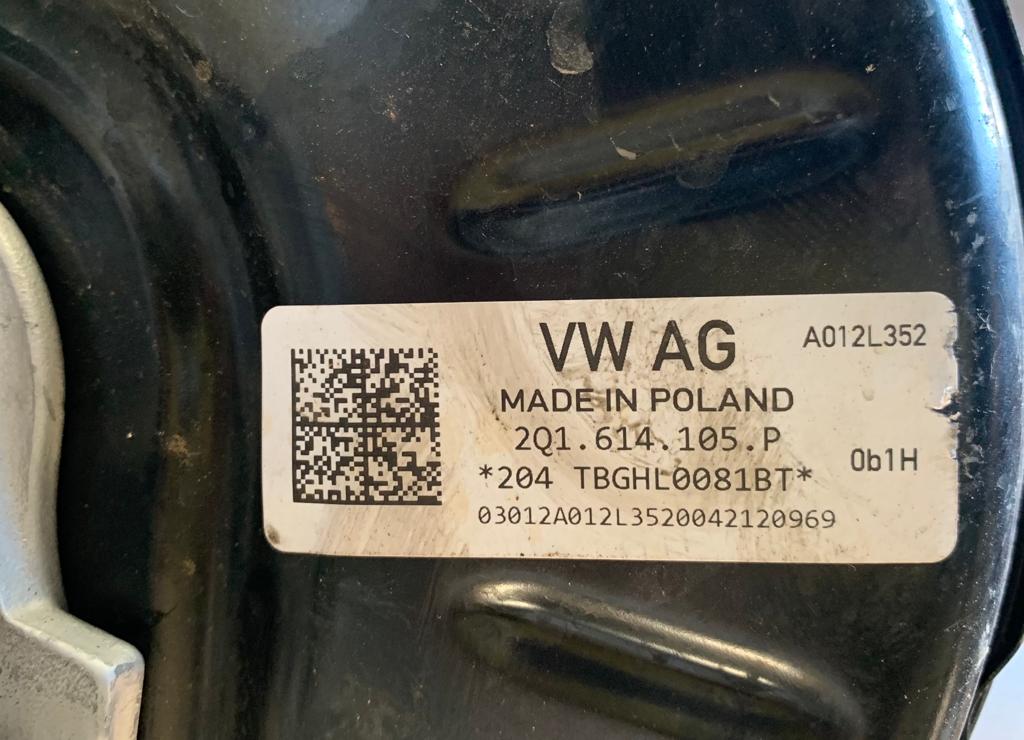 VW AG
A012L352
MADE IN POLAND
2Q1.614.105.P
0b1H
*204 TBGHL0081BT*
03012A012L3520042120969